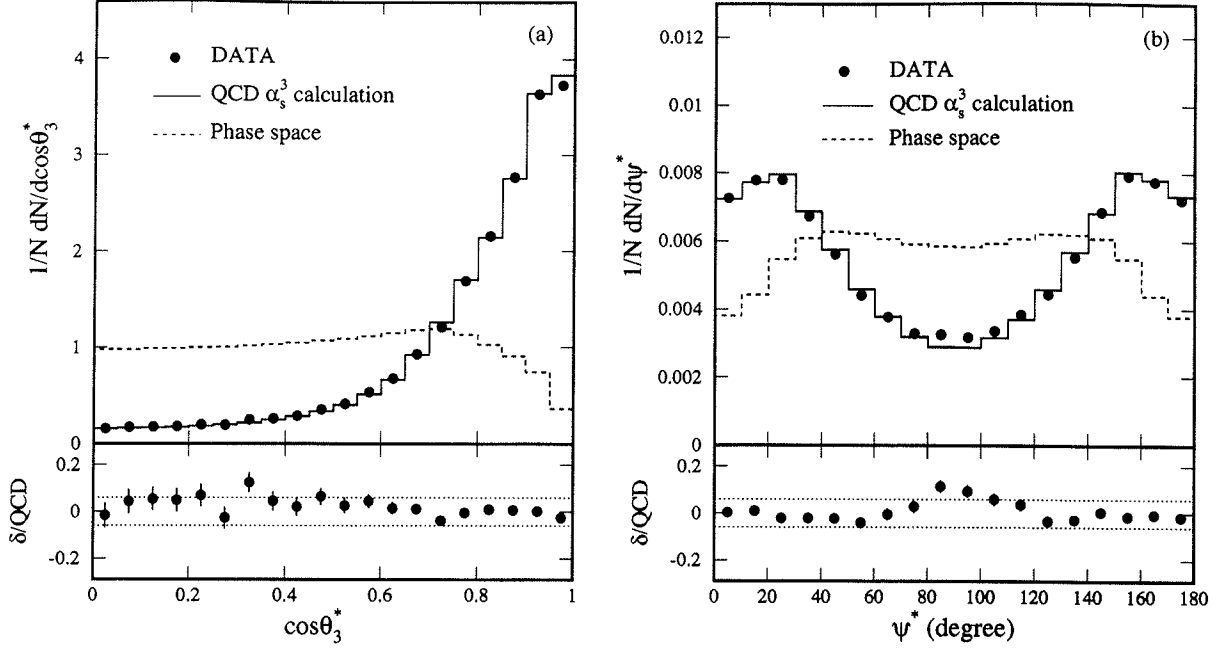 (a)
DATA
QCD α_s^3 calculation
Phase space
1/N dN/dcosθ_3^*
4
3
2
1
0
δ/QCD
0.2
0
-0.2
0 0.2 0.4 0.6 0.8 1
cosθ_3^*
(b)
DATA
QCD α_s^3 calculation
Phase space
1/N dN/dψ^*
0.012
0.01
0.008
0.006
0.004
0.002
0
δ/QCD
0.2
0
-0.2
0 20 40 60 80 100 120 140 160 180
ψ^* (degree)